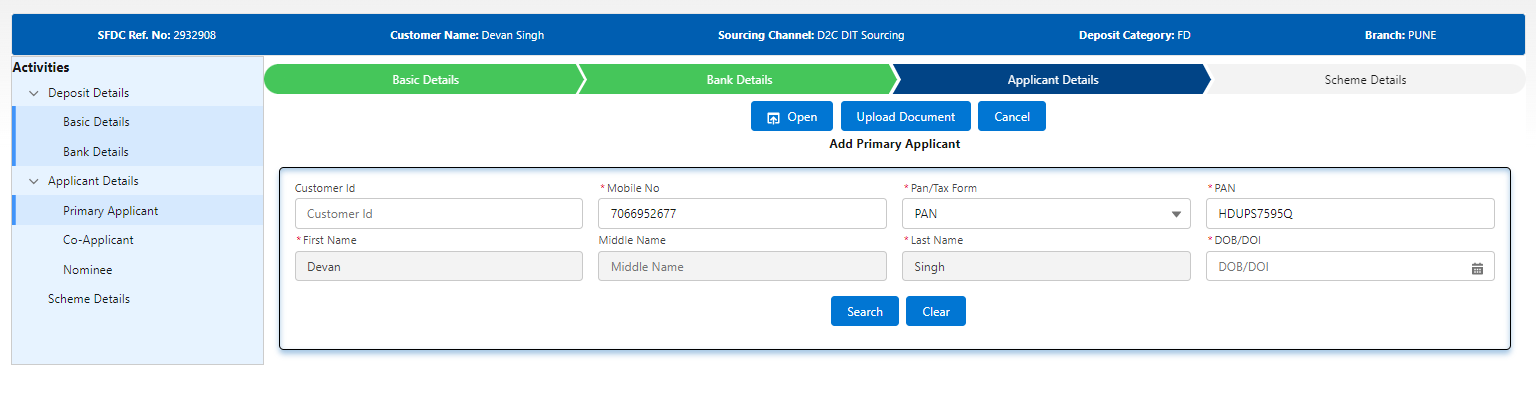 SFDC Ref. No: 2932908 Customer Name: Devan Singh Sourcing Channel: D2C DIT Sourcing Deposit Category: FD Branch: PUNE
Activities
Deposit Details
Basic Details
Bank Details
Applicant Details
Primary Applicant
Co-Applicant
Nominee
Scheme Details
Basic Details Bank Details Applicant Details Scheme Details
Open Upload Document Cancel
Add Primary Applicant
Customer Id * Mobile No * Pan/Tax Form * PAN
Customer Id 7066952677 PAN HDUPS7595Q
* First Name Middle Name * Last Name * DOB/DOI
Devan Middle Name Singh DOB/DOI
Search Clear